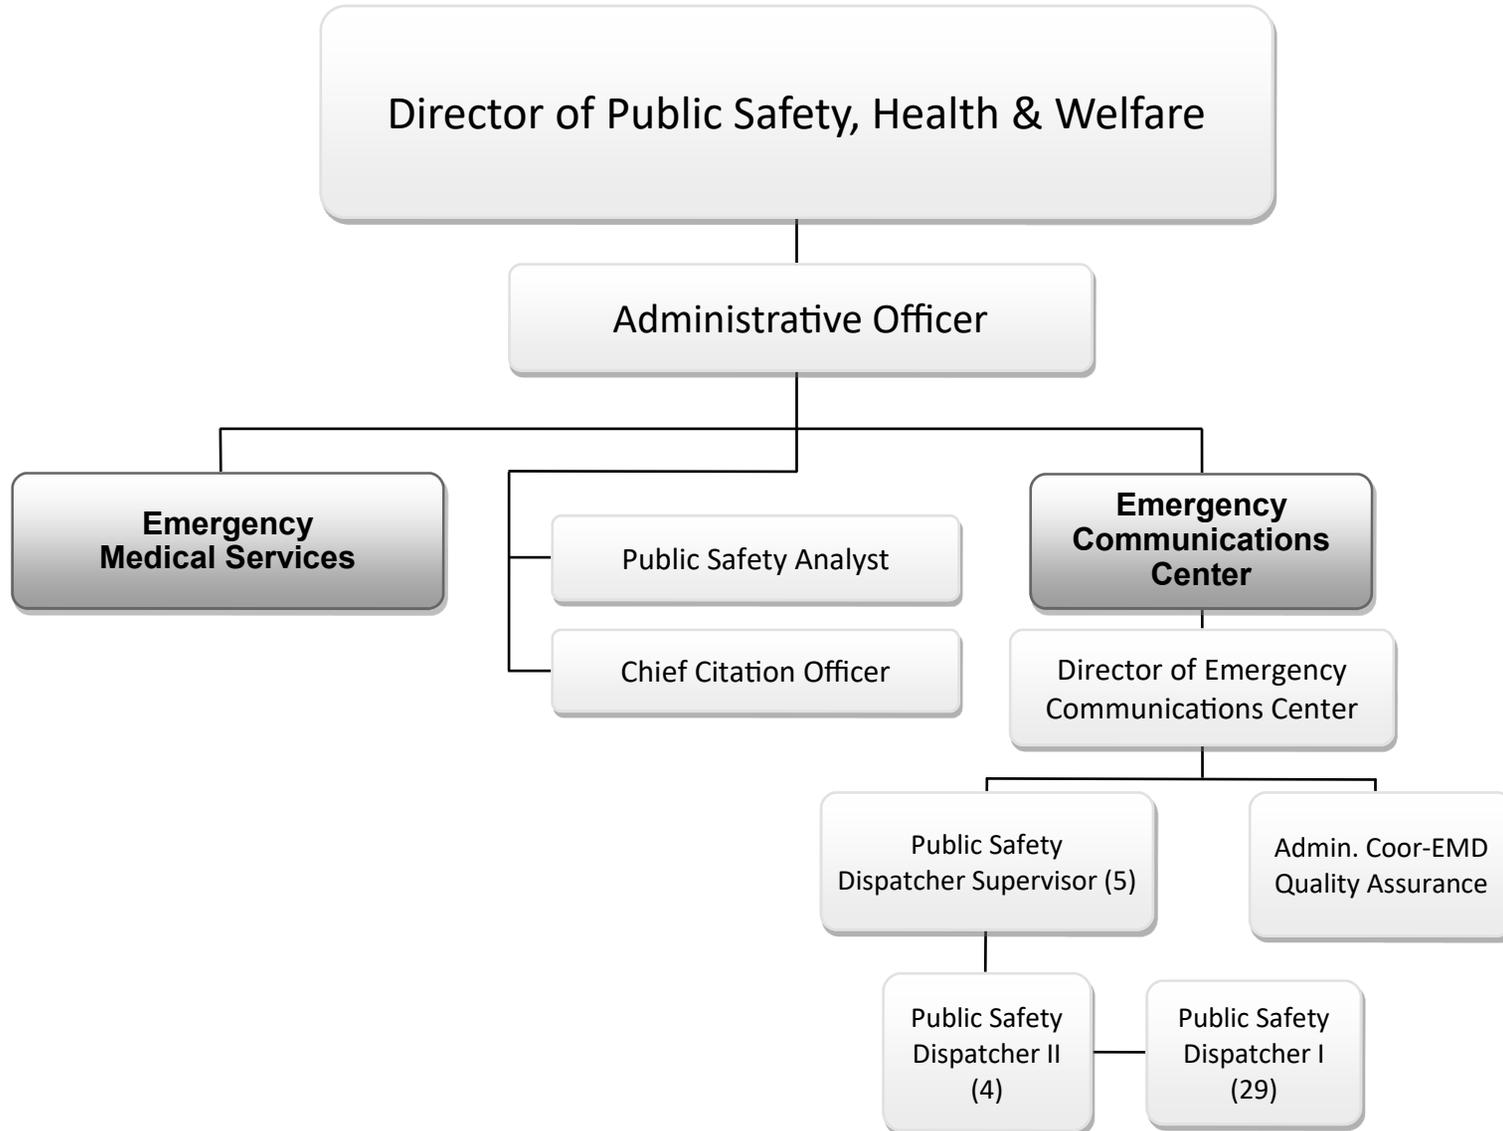 Director of Public Safety, Health & Welfare
Administrative Officer
Emergency
Medical Services
Public Safety Analyst
Chief Citation Officer
Emergency
Communications
Center
Director of Emergency
Communications Center
Public Safety
Dispatcher Supervisor (5)
Admin. Coor-EMD
Quality Assurance
Public Safety
Dispatcher II
(4)
Public Safety
Dispatcher I
(29)